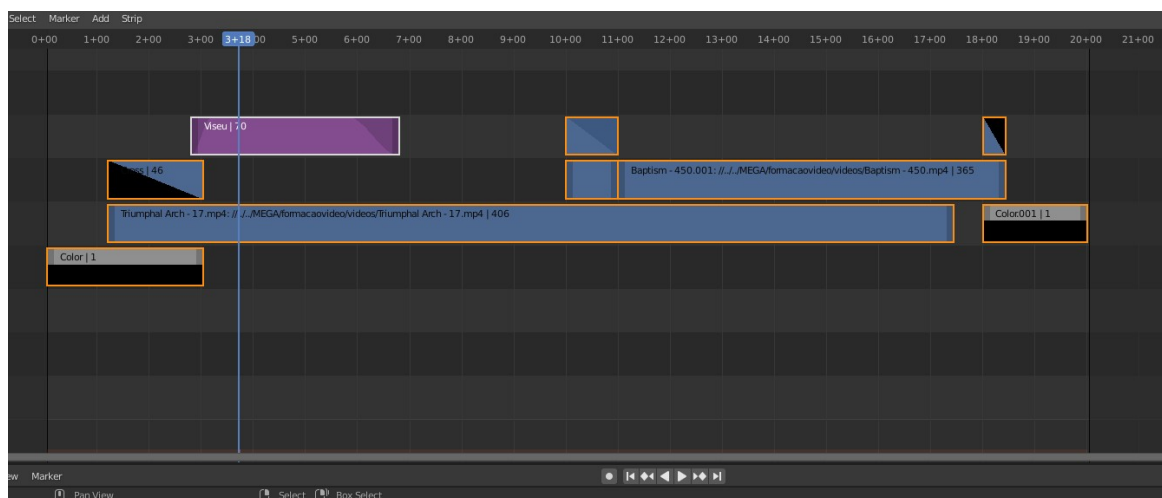 Select Marker Add Strip
0+00 1+00 2+00 3+00 3+18 5+00 6+00 7+00 8+00 9+00 10+00 11+00 12+00 13+00 14+00 15+00 16+00 17+00 18+00 19+00 20+00 21+00
Viseu | 70
| 46
Baptism - 450.001: //../../MEGA/formacaovideo/videos/Baptism - 450.mp4 | 365
Triumphal Arch - 17.mp4: //../../MEGA/formacaovideo/videos/Triumphal Arch - 17.mp4 | 406
Color.001 | 1
Color | 1
Marker
Pan View Select Box Select